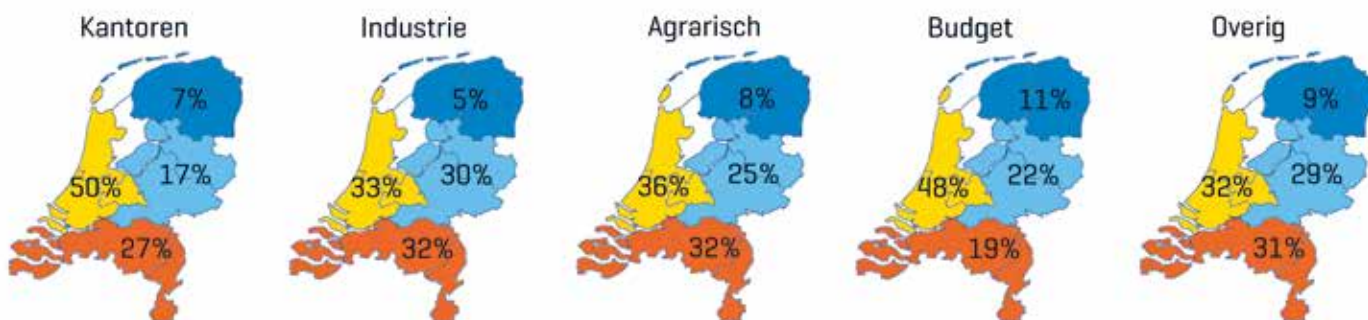 Kantoren Industrie Agrarisch Budget Overig
7% 5% 8% 11% 9%
17% 30% 25% 22% 29%
50% 33% 36% 48% 32%
27% 32% 32% 19% 31%